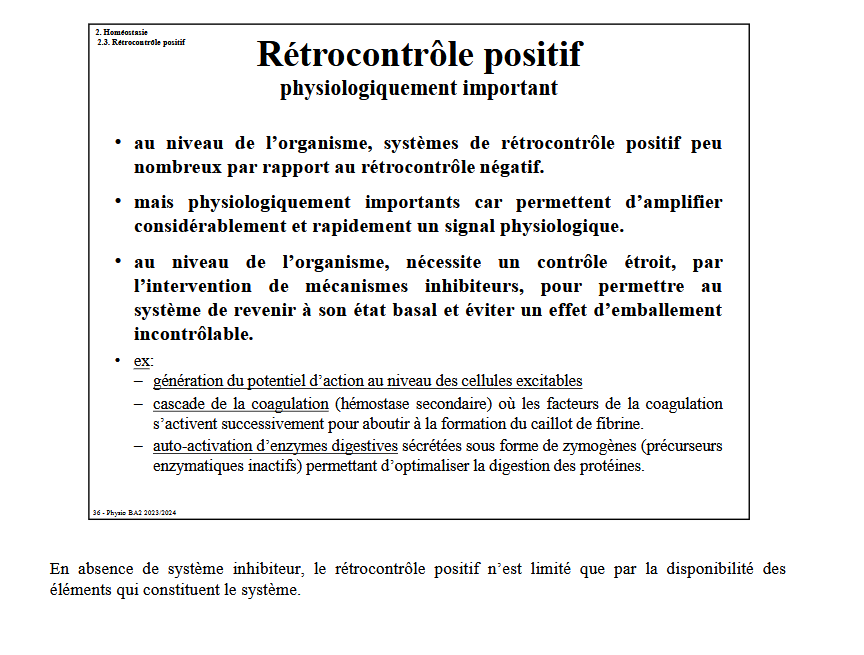 2. Homéostasie
2.3. Rétrocontrôle positif
Rétrocontrôle positif
physiologiquement important
• au niveau de l’organisme, systèmes de rétrocontrôle positif peu
nombreux par rapport au rétrocontrôle négatif.
• mais physiologiquement importants car permettent d’amplifier
considérablement et rapidement un signal physiologique.
• au niveau de l’organisme, nécessite un contrôle étroit, par
l’intervention de mécanismes inhibiteurs, pour permettre au
système de revenir à son état basal et éviter un effet d’emballement
incontrôlable.
• ex:
– génération du potentiel d’action au niveau des cellules excitables
– cascade de la coagulation (hémostase secondaire) où les facteurs de la coagulation
s’activent successivement pour aboutir à la formation du caillot de fibrine.
– auto-activation d’enzymes digestives sécrétées sous forme de zymogènes (précurseurs
enzymatiques inactifs) permettant d’optimaliser la digestion des protéines.
36 - Physio BA2 2023/2024
En absence de système inhibiteur, le rétrocontrôle positif n’est limité que par la disponibilité des
éléments qui constituent le système.